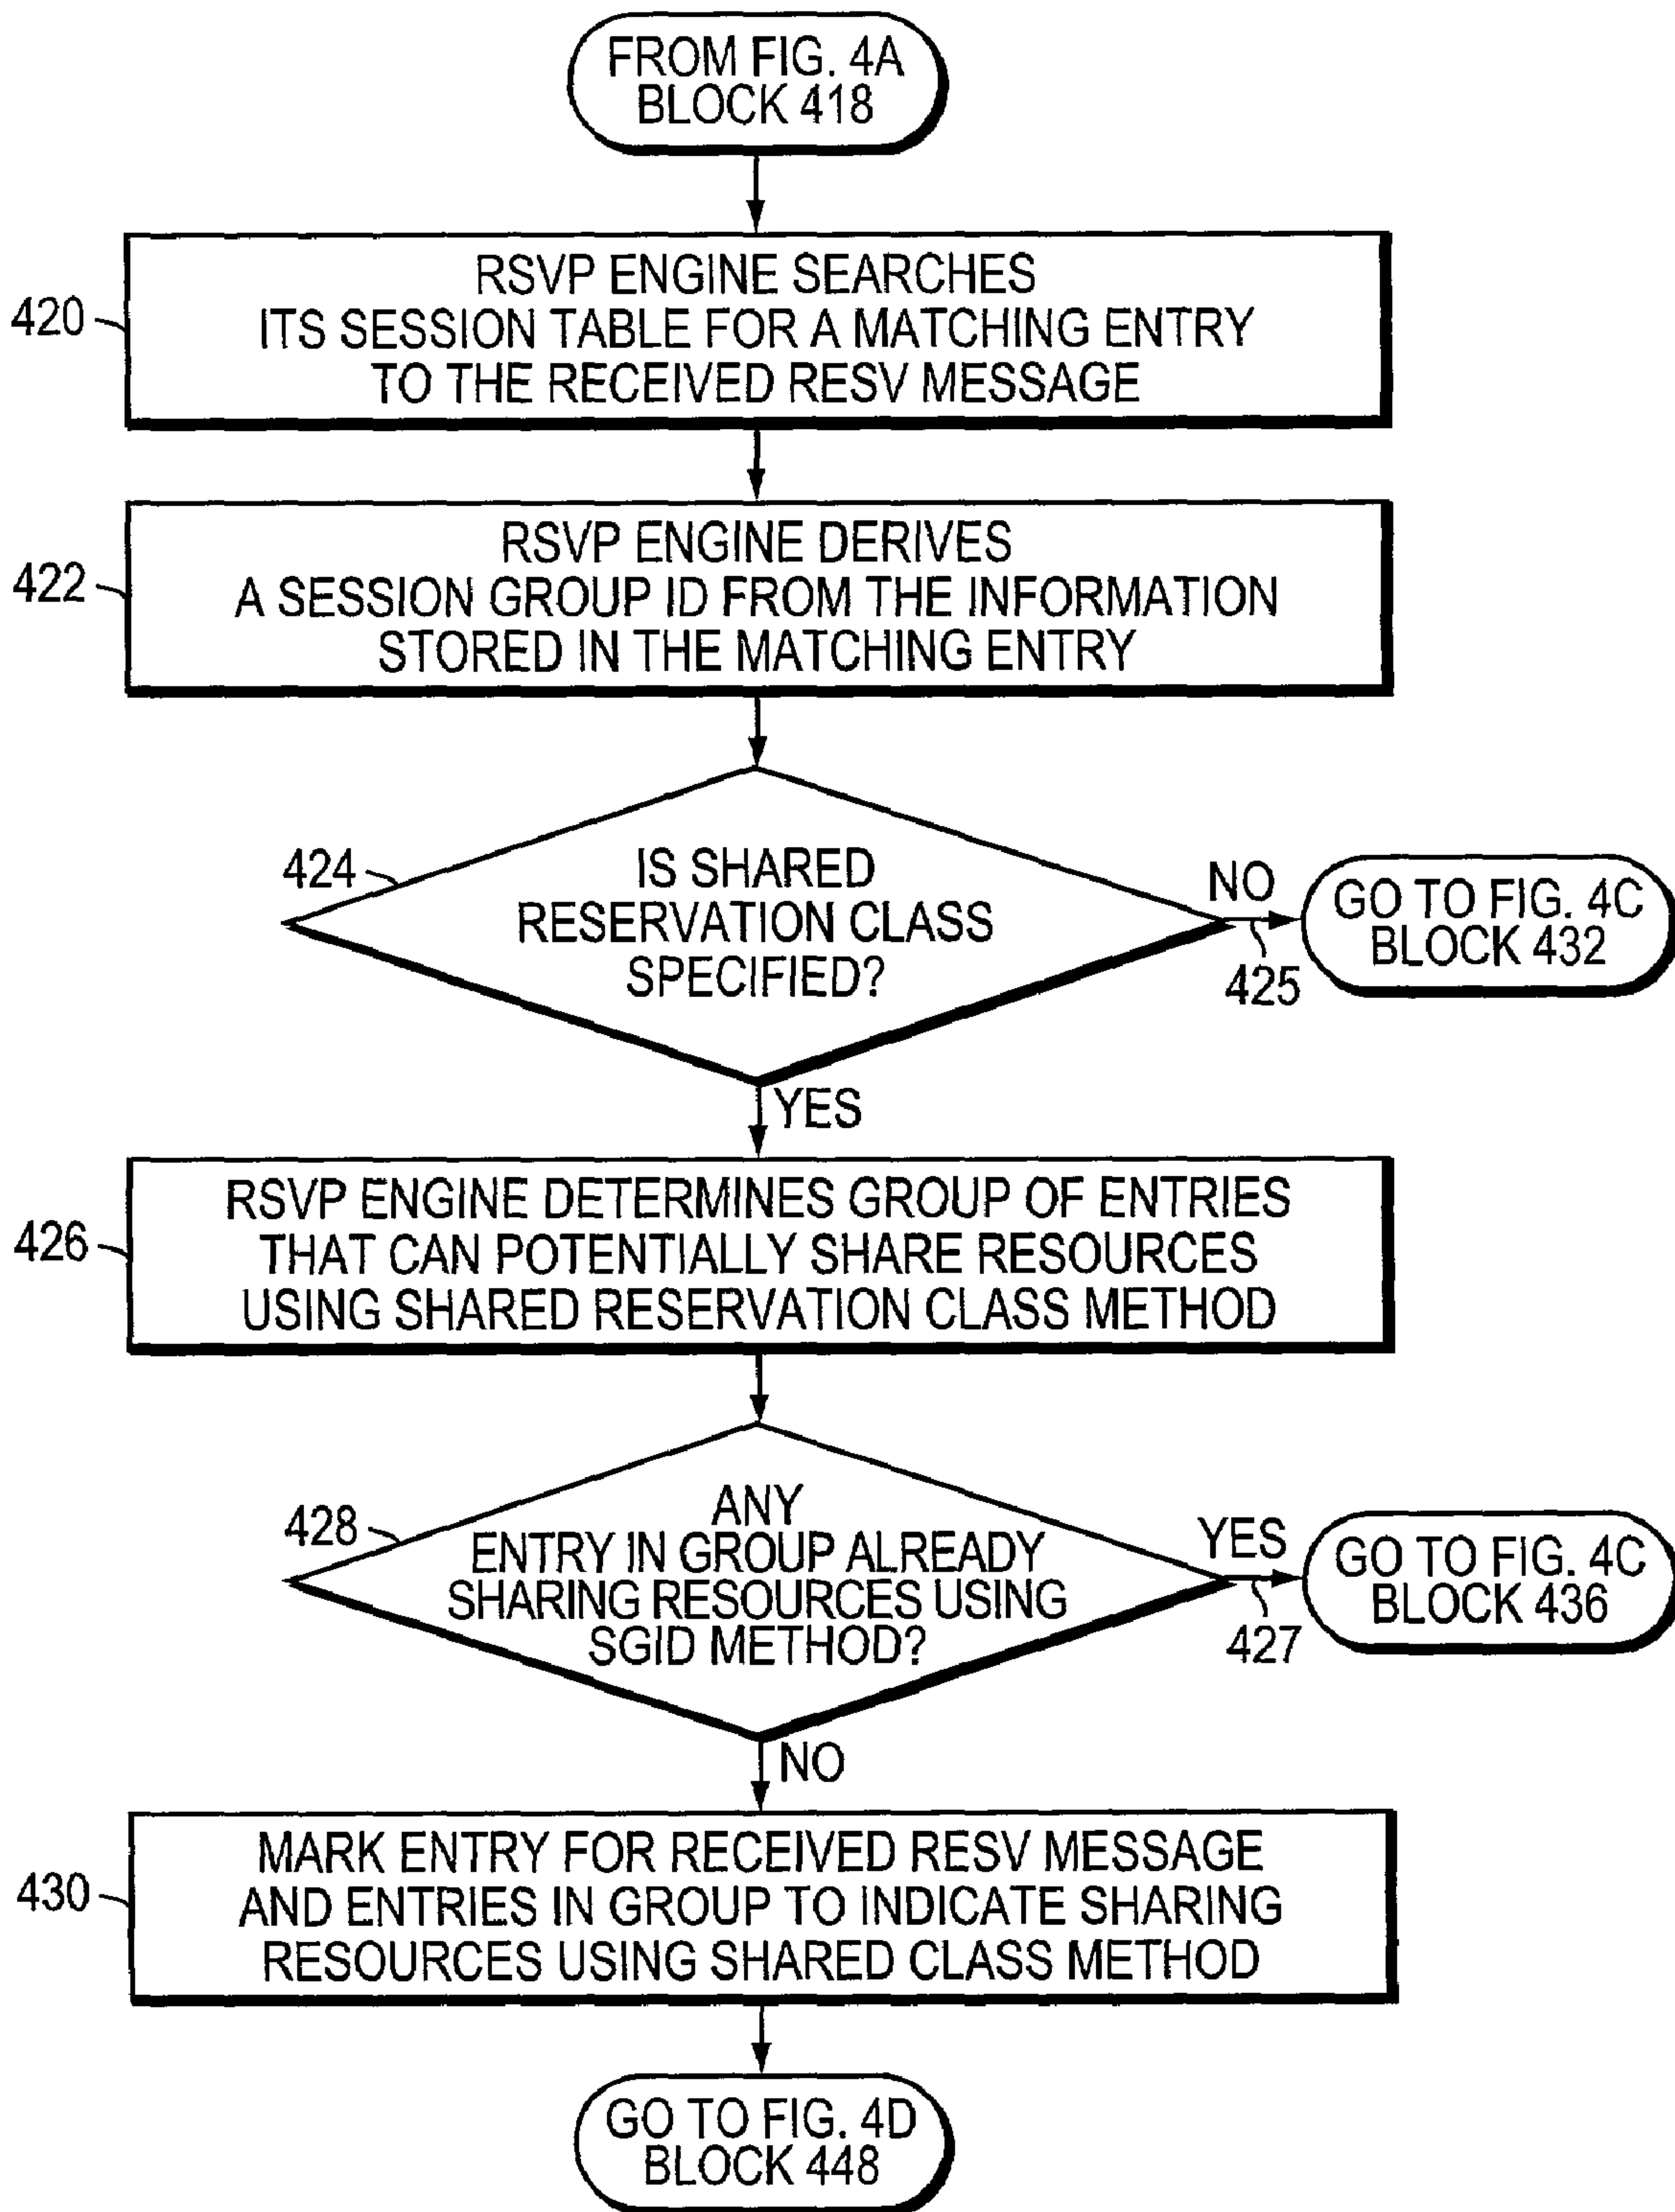 FROM FIG. 4A
BLOCK 418
420
RSVP ENGINE SEARCHES
ITS SESSION TABLE FOR A MATCHING ENTRY
TO THE RECEIVED RESV MESSAGE
422
RSVP ENGINE DERIVES
A SESSION GROUP ID FROM THE INFORMATION
STORED IN THE MATCHING ENTRY
424
IS SHARED
RESERVATION CLASS
SPECIFIED?
NO
425
GO TO FIG. 4C
BLOCK 432
YES
426
RSVP ENGINE DETERMINES GROUP OF ENTRIES
THAT CAN POTENTIALLY SHARE RESOURCES
USING SHARED RESERVATION CLASS METHOD
428
ANY
ENTRY IN GROUP ALREADY
SHARING RESOURCES USING
SGID METHOD?
YES
427
GO TO FIG. 4C
BLOCK 436
NO
430
MARK ENTRY FOR RECEIVED RESV MESSAGE
AND ENTRIES IN GROUP TO INDICATE SHARING
RESOURCES USING SHARED CLASS METHOD
GO TO FIG. 4D
BLOCK 448